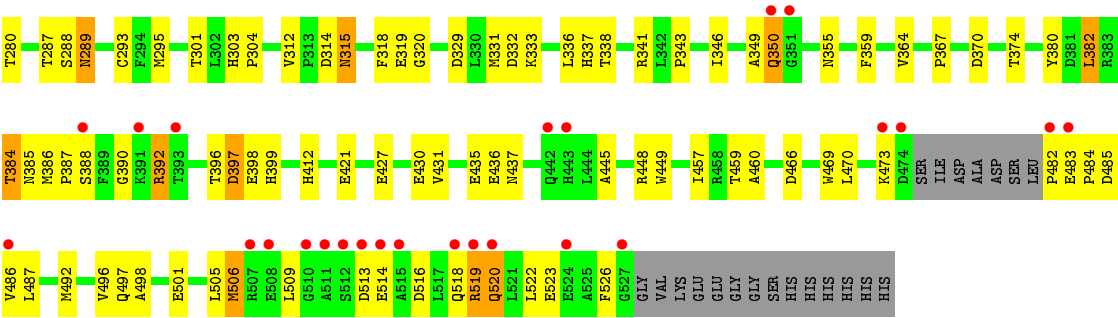 T280 T287 S288 N289 C293 F294 M295 T301 L302 H303 P304 V312 P313 D314 N315 F318 E319 G320 D329 L330 M331 D332 K333 L336 H337 T338 R341 L342 P343 I346 A349 Q350 G351 N355 F359 V364 P367 D370 T374 Y380 D381 L382 R383
T384 N385 M386 P387 S388 F389 G390 K391 R392 T393 T396 D397 E398 H399 H412 E421 E427 E430 V431 E435 E436 N437 Q442 H443 L444 A445 R448 W449 I457 R458 T459 A460 D466 W469 L470 K473 D474 SER ILE ASP ALA ASP SER LEU P482 E483 P484 D485
V486 L487 M492 V496 Q497 A498 E501 L505 M506 R507 E508 L509 G510 A511 S512 D513 E514 A515 D516 L517 Q518 R519 Q520 L521 L522 E523 E524 A525 F526 G527 GLY VAL LYS GLU GLU GLY GLY SER HIS HIS HIS HIS HIS HIS